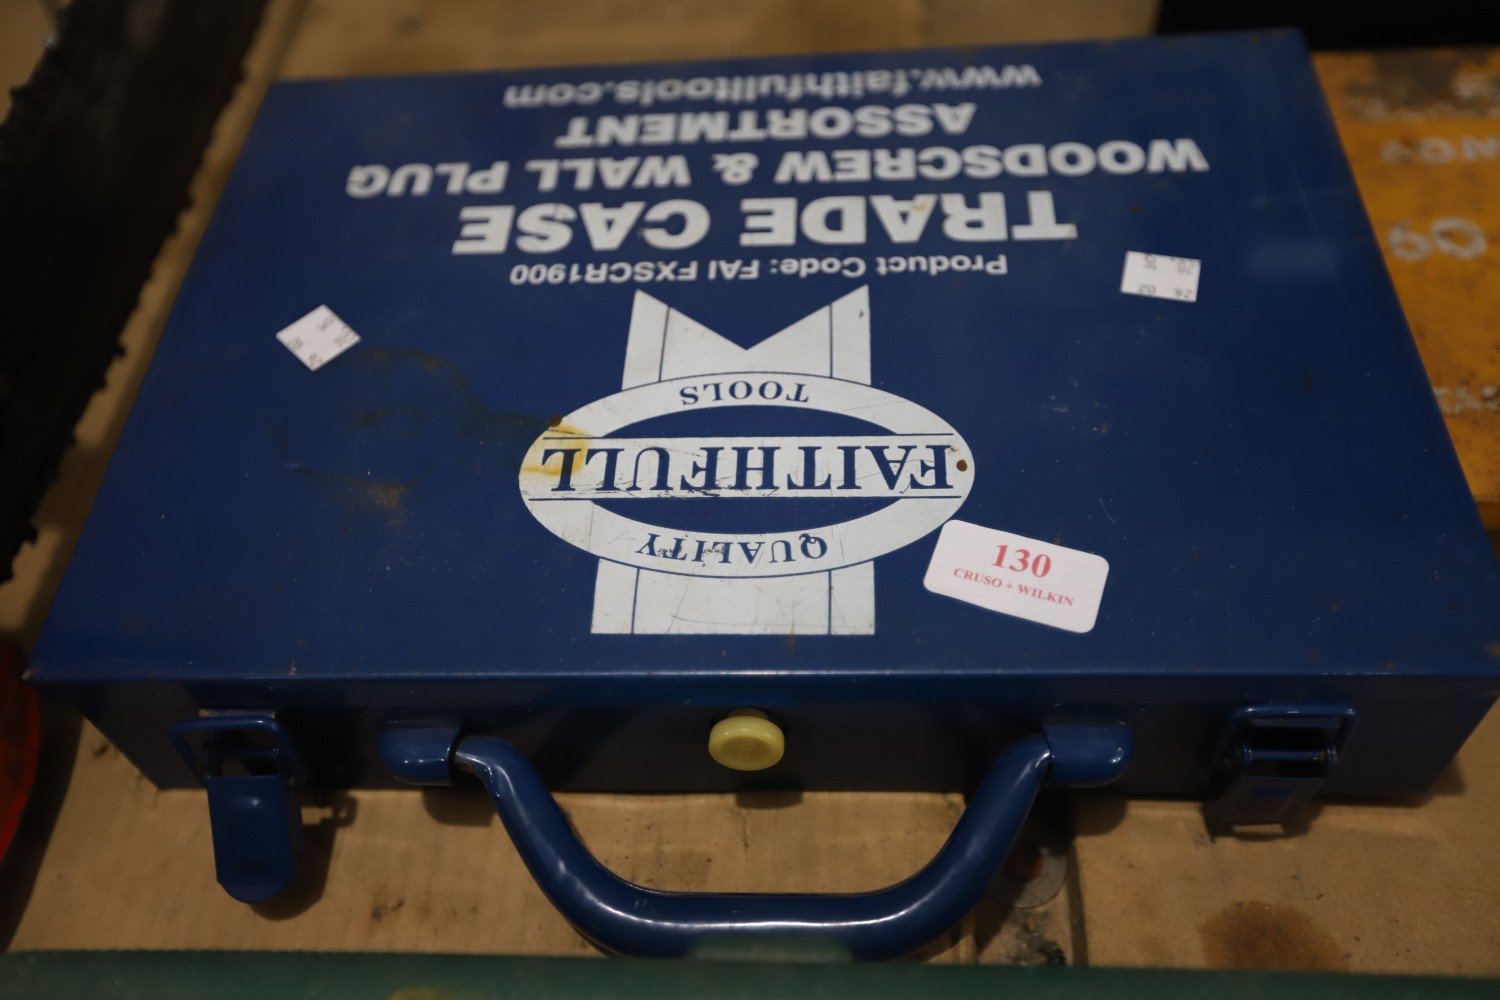 QUALITY
FAITHFULL
TOOLS
Product Code: FAI FXSCR1900
TRADE CASE
WOODSCREW & WALL PLUG
ASSORTMENT
www.faithfulltools.com
130
CRUSO + WILKIN